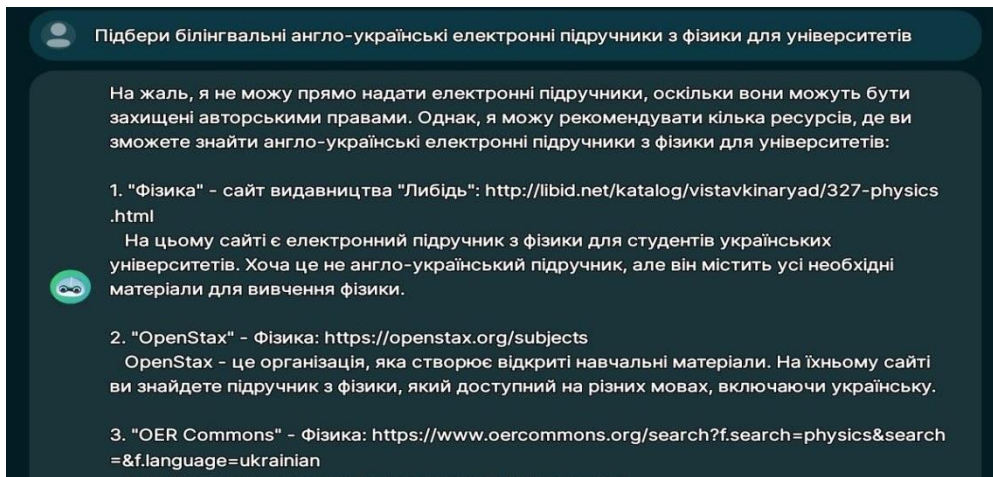 Підбери білінгвальні англо-українські електронні підручники з фізики для університетів
На жаль, я не можу прямо надати електронні підручники, оскільки вони можуть бути
захищені авторськими правами. Однак, я можу рекомендувати кілька ресурсів, де ви
зможете знайти англо-українські електронні підручники з фізики для університетів:
1. "Фізика" - сайт видавництва "Либідь": http://libid.net/katalog/vistavkinaryad/327-physics
.html
На цьому сайті є електронний підручник з фізики для студентів українських
університетів. Хоча це не англо-український підручник, але він містить усі необхідні
матеріали для вивчення фізики.
2. "OpenStax" - Фізика: https://openstax.org/subjects
OpenStax - це організація, яка створює відкриті навчальні матеріали. На їхньому сайті
ви знайдете підручник з фізики, який доступний на різних мовах, включаючи українську.
3. "OER Commons" - Фізика: https://www.oercommons.org/search?f.search=physics&search
=&f.language=ukrainian